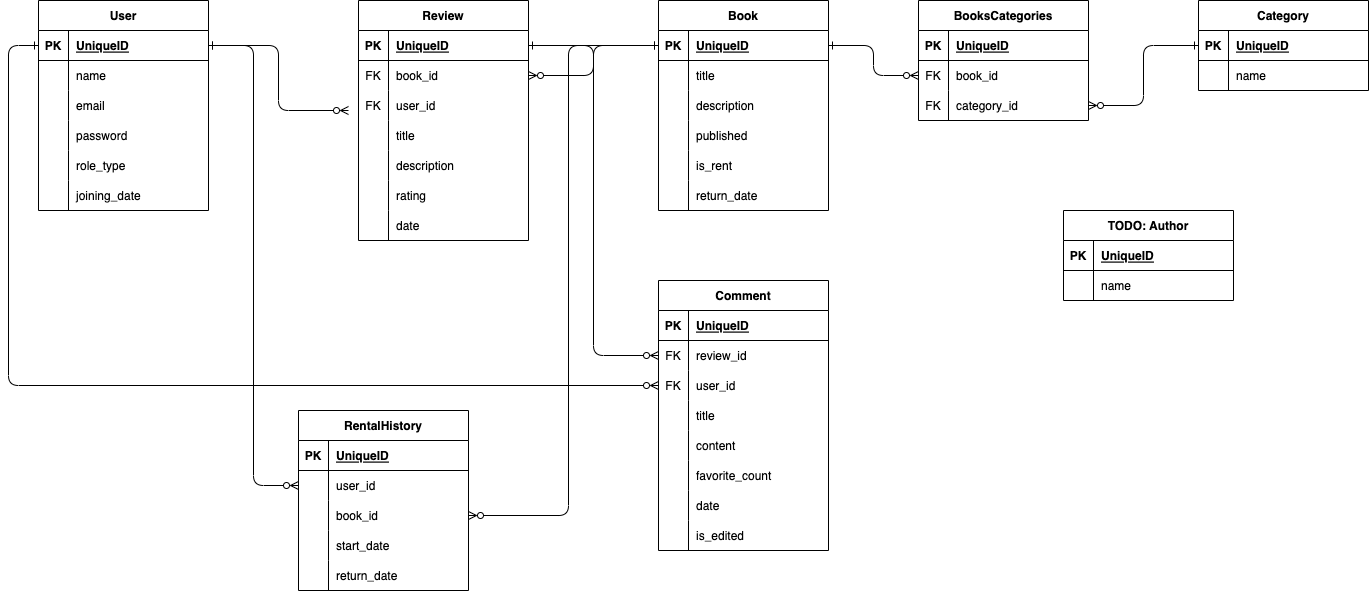 User
PK UniqueID
name
email
password
role_type
joining_date
Review
PK UniqueID
FK book_id
FK user_id
title
description
rating
date
Book
PK UniqueID
title
description
published
is_rent
return_date
BooksCategories
PK UniqueID
FK book_id
FK category_id
Category
PK UniqueID
name
TODO: Author
PK UniqueID
name
Comment
PK UniqueID
FK review_id
FK user_id
title
content
favorite_count
date
is_edited
RentalHistory
PK UniqueID
user_id
book_id
start_date
return_date